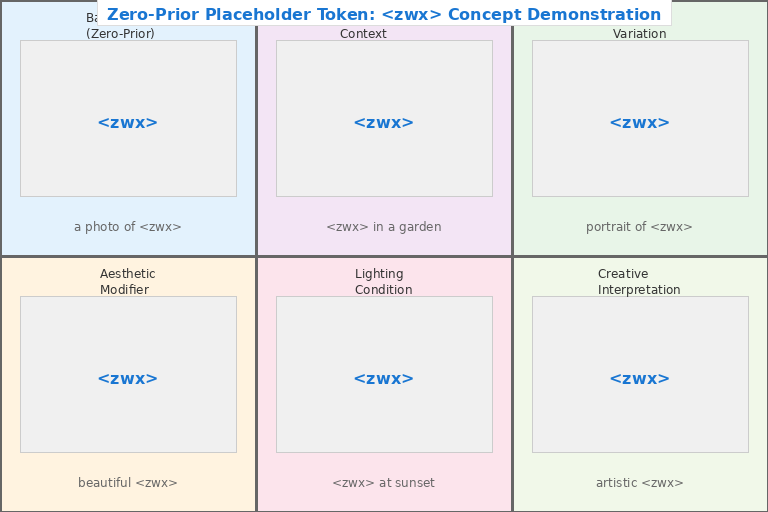 Zero-Prior Placeholder Token: <zwx> Concept Demonstration
(Zero-Prior)
<zwx>
a photo of <zwx>
Context
<zwx>
<zwx> in a garden
Variation
<zwx>
portrait of <zwx>
Aesthetic
Modifier
<zwx>
beautiful <zwx>
Lighting
Condition
<zwx>
<zwx> at sunset
Creative
Interpretation
<zwx>
artistic <zwx>